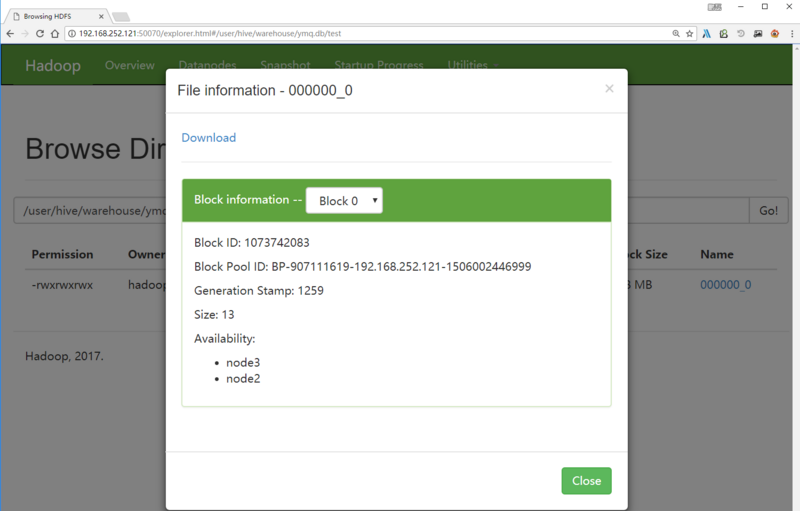 Browsing HDFS
192.168.252.121:50070/explorer.html#/user/hive/warehouse/ymq.db/test
Hadoop Overview Datanodes Snapshot Startup Progress Utilities
File information - 000000_0 ×
Download
Browse Dir
Block information -- Block 0
/user/hive/warehouse/ymq Go!
Block ID: 1073742083
Permission Owne ck Size Name
Block Pool ID: BP-907111619-192.168.252.121-1506002446999
-rwxrwxrwx hadoop MB 000000_0
Generation Stamp: 1259
Size: 13
Availability:
Hadoop, 2017.
• node3
• node2
Close